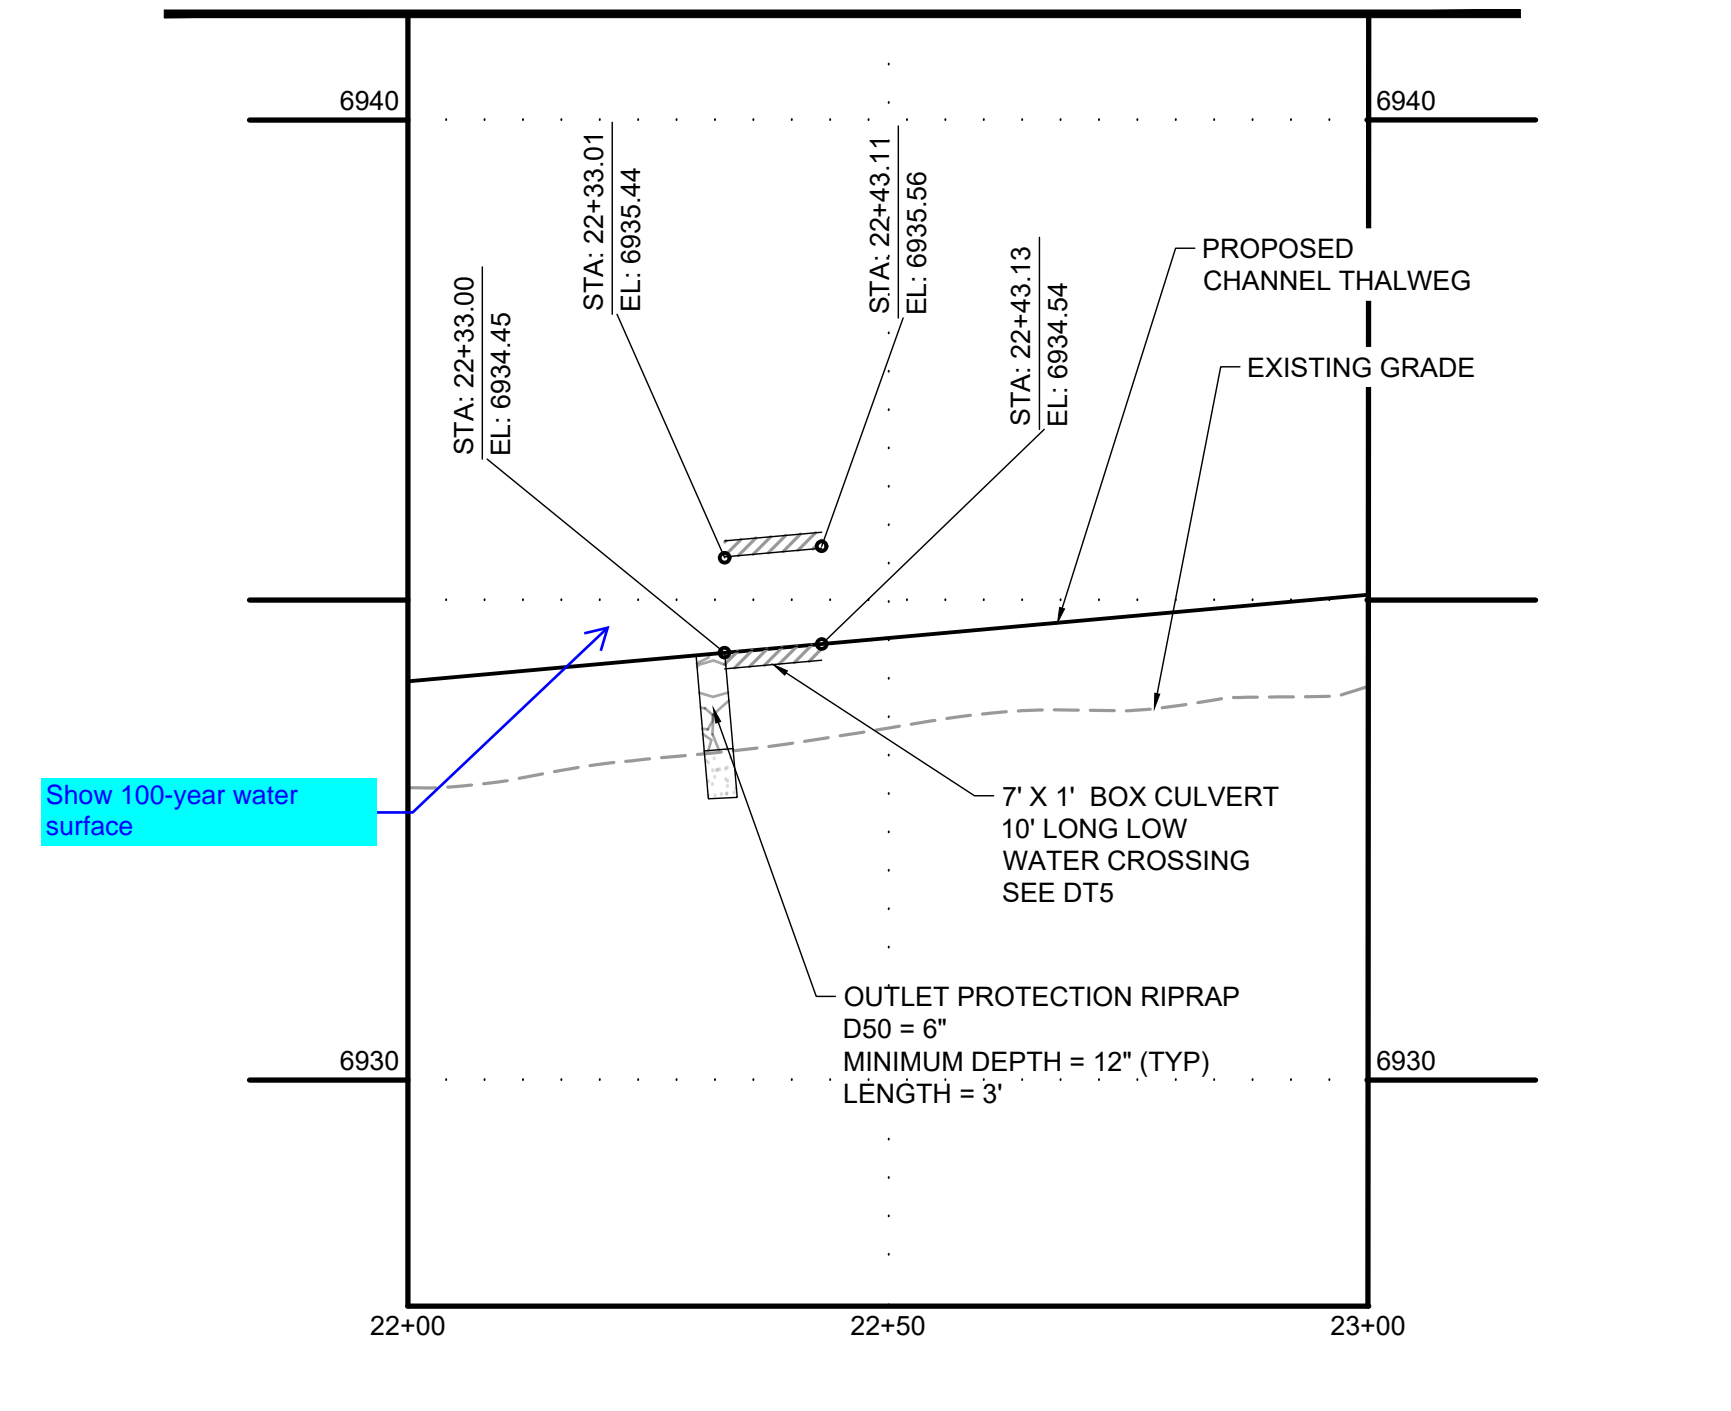 6940
6940
STA: 22+33.01
EL: 6935.44
STA: 22+43.11
EL: 6935.56
STA: 22+33.00
EL: 6934.45
STA: 22+43.13
EL: 6934.54
PROPOSED
CHANNEL THALWEG
EXISTING GRADE
Show 100-year water
surface
7' X 1' BOX CULVERT
10' LONG LOW
WATER CROSSING
SEE DT5
OUTLET PROTECTION RIPRAP
D50 = 6"
MINIMUM DEPTH = 12" (TYP)
LENGTH = 3'
6930
6930
22+00
22+50
23+00